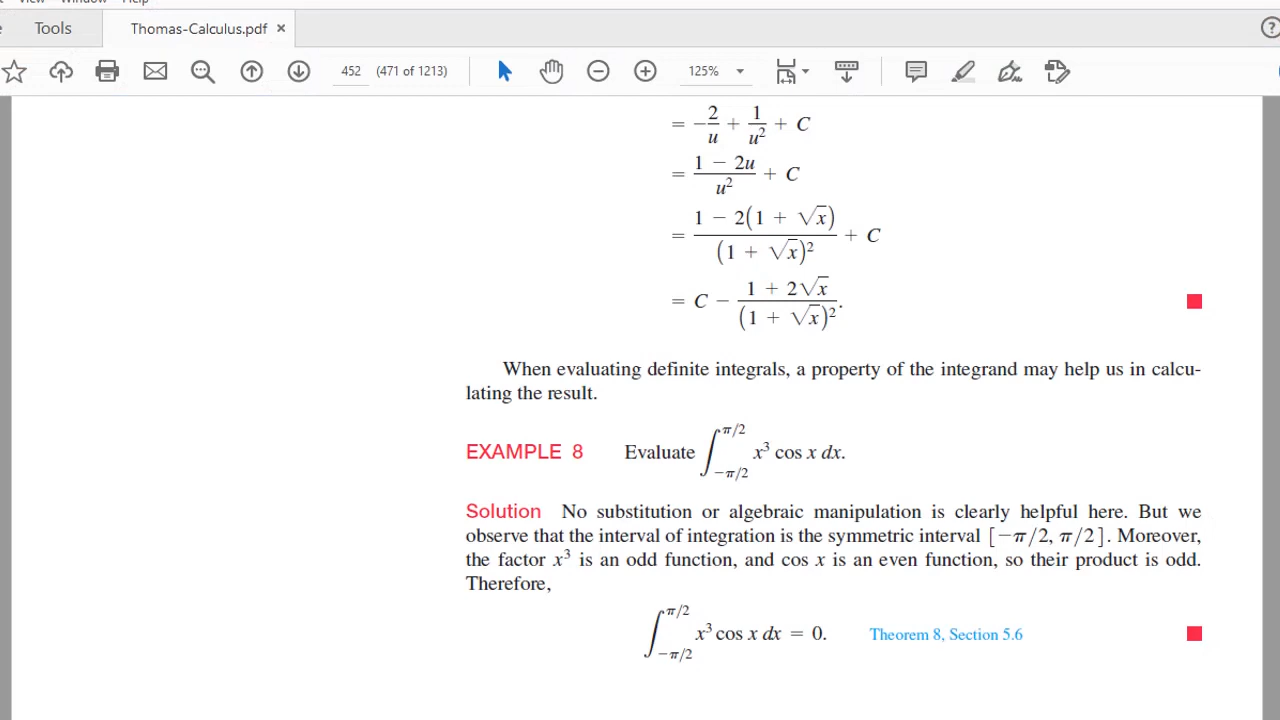 View Window Help
Tools Thomas-Calculus.pdf ×
452 (471 of 1213) 125%
= -2/u + 1/u² + C
= (1 - 2u)/u² + C
= (1 - 2(1 + √x))/(1 + √x)² + C
= C - (1 + 2√x)/(1 + √x)².
When evaluating definite integrals, a property of the integrand may help us in calcu-
lating the result.
EXAMPLE 8 Evaluate ∫_{-π/2}^{π/2} x³ cos x dx.
Solution No substitution or algebraic manipulation is clearly helpful here. But we
observe that the interval of integration is the symmetric interval [-π/2, π/2]. Moreover,
the factor x³ is an odd function, and cos x is an even function, so their product is odd.
Therefore,
∫_{-π/2}^{π/2} x³ cos x dx = 0. Theorem 8, Section 5.6